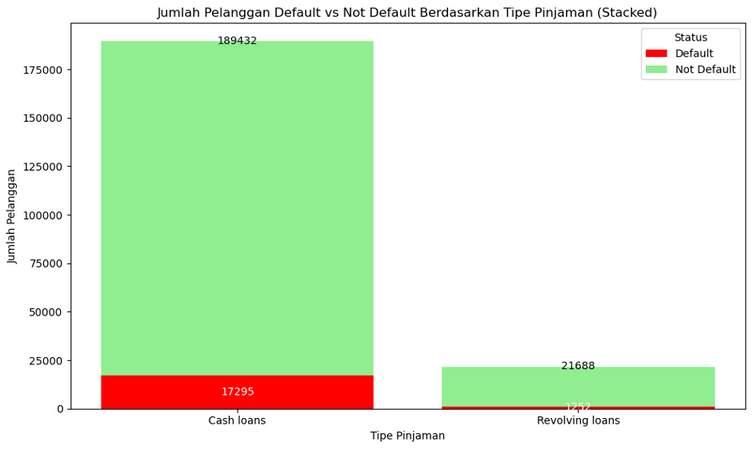 Jumlah Pelanggan Default vs Not Default Berdasarkan Tipe Pinjaman (Stacked)
Status
Default
Not Default
Jumlah Pelanggan
175000
150000
125000
100000
75000
50000
25000
0
189432
17295
21688
1252
Cash loans
Revolving loans
Tipe Pinjaman